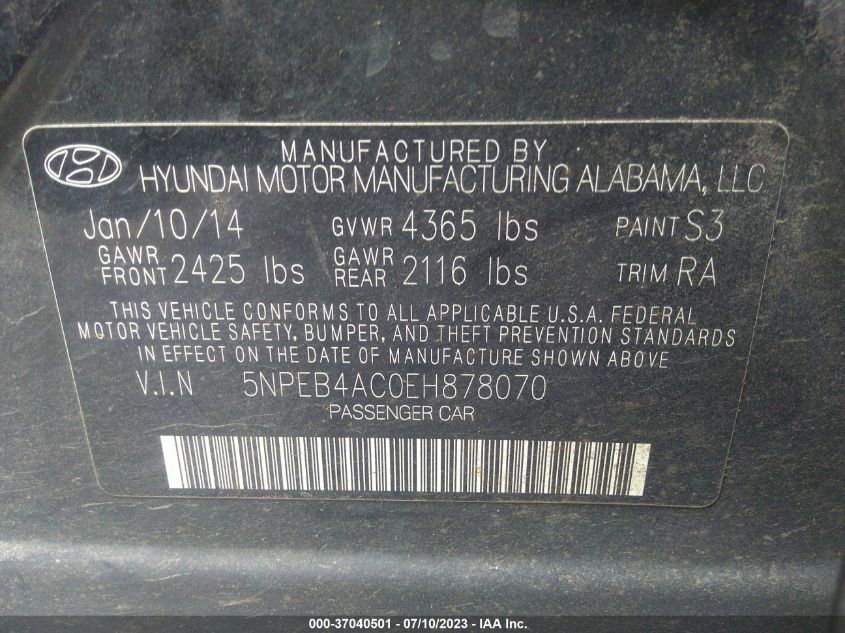 MANUFACTURED BY
HYUNDAI MOTOR MANUFACTURING ALABAMA, LLC
Jan/10/14 GVWR 4365 lbs PAINT S3
GAWR FRONT 2425 lbs GAWR REAR 2116 lbs TRIM RA
THIS VEHICLE CONFORMS TO ALL APPLICABLE U.S.A. FEDERAL
MOTOR VEHICLE SAFETY, BUMPER, AND THEFT PREVENTION STANDARDS
IN EFFECT ON THE DATE OF MANUFACTURE SHOWN ABOVE.
V.I.N 5NPEB4AC0EH878070
PASSENGER CAR
000-37040501 - 07/10/2023 - IAA Inc.